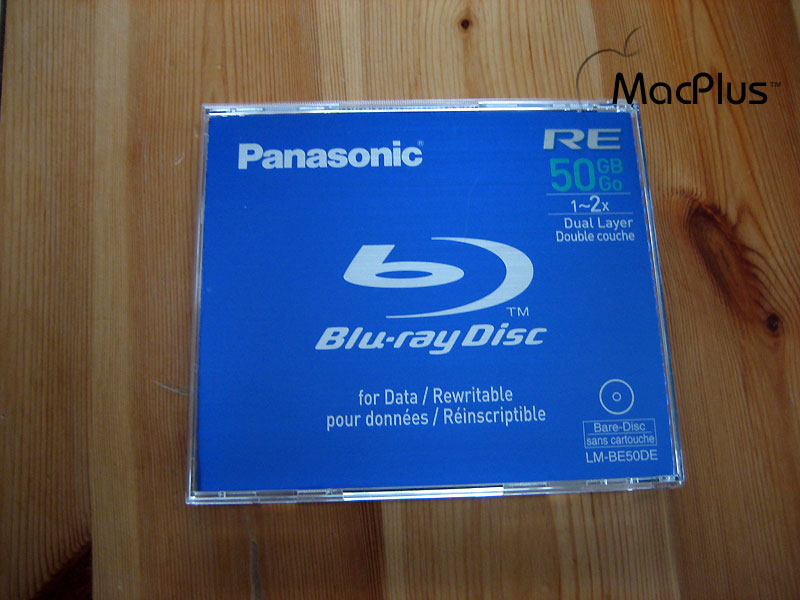 MacPlus™
Panasonic®
RE
50 GB
Go
1~2x
Dual Layer
Double couche
TM
Blu-ray Disc
for Data / Rewritable
pour données / Réinscriptible
Bare-Disc
sans cartouche
LM-BE50DE